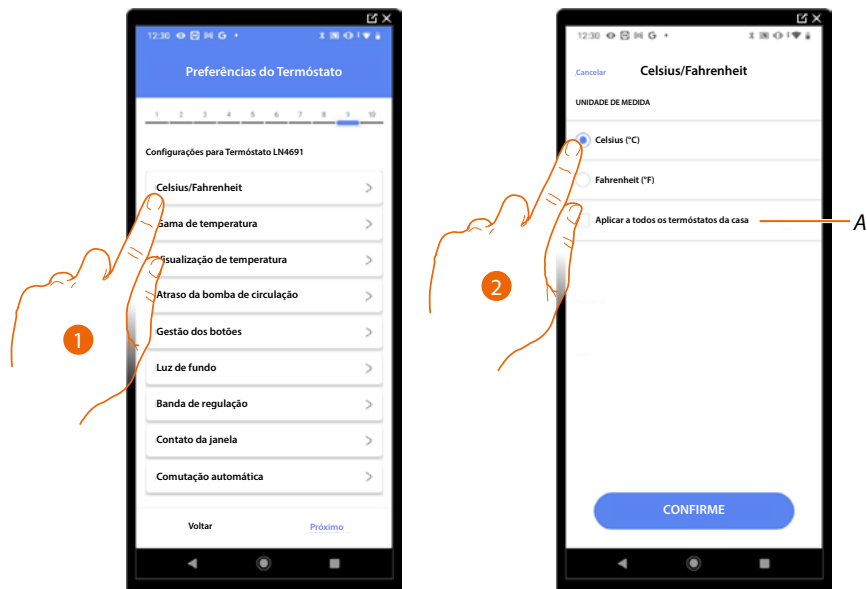 12:30
Preferências do Termóstato
1 2 3 4 5 6 7 8 9 10
Configurações para Termóstato LN4691
Celsius/Fahrenheit
Gama de temperatura
Visualização de temperatura
Atraso da bomba de circulação
Gestão dos botões
Luz de fundo
Banda de regulação
Contato da janela
Comutação automática
Voltar
Próximo
1
12:30
Cancelar
Celsius/Fahrenheit
UNIDADE DE MEDIDA
Celsius (°C)
Fahrenheit (°F)
Aplicar a todos os termóstatos da casa
A
2
CONFIRME